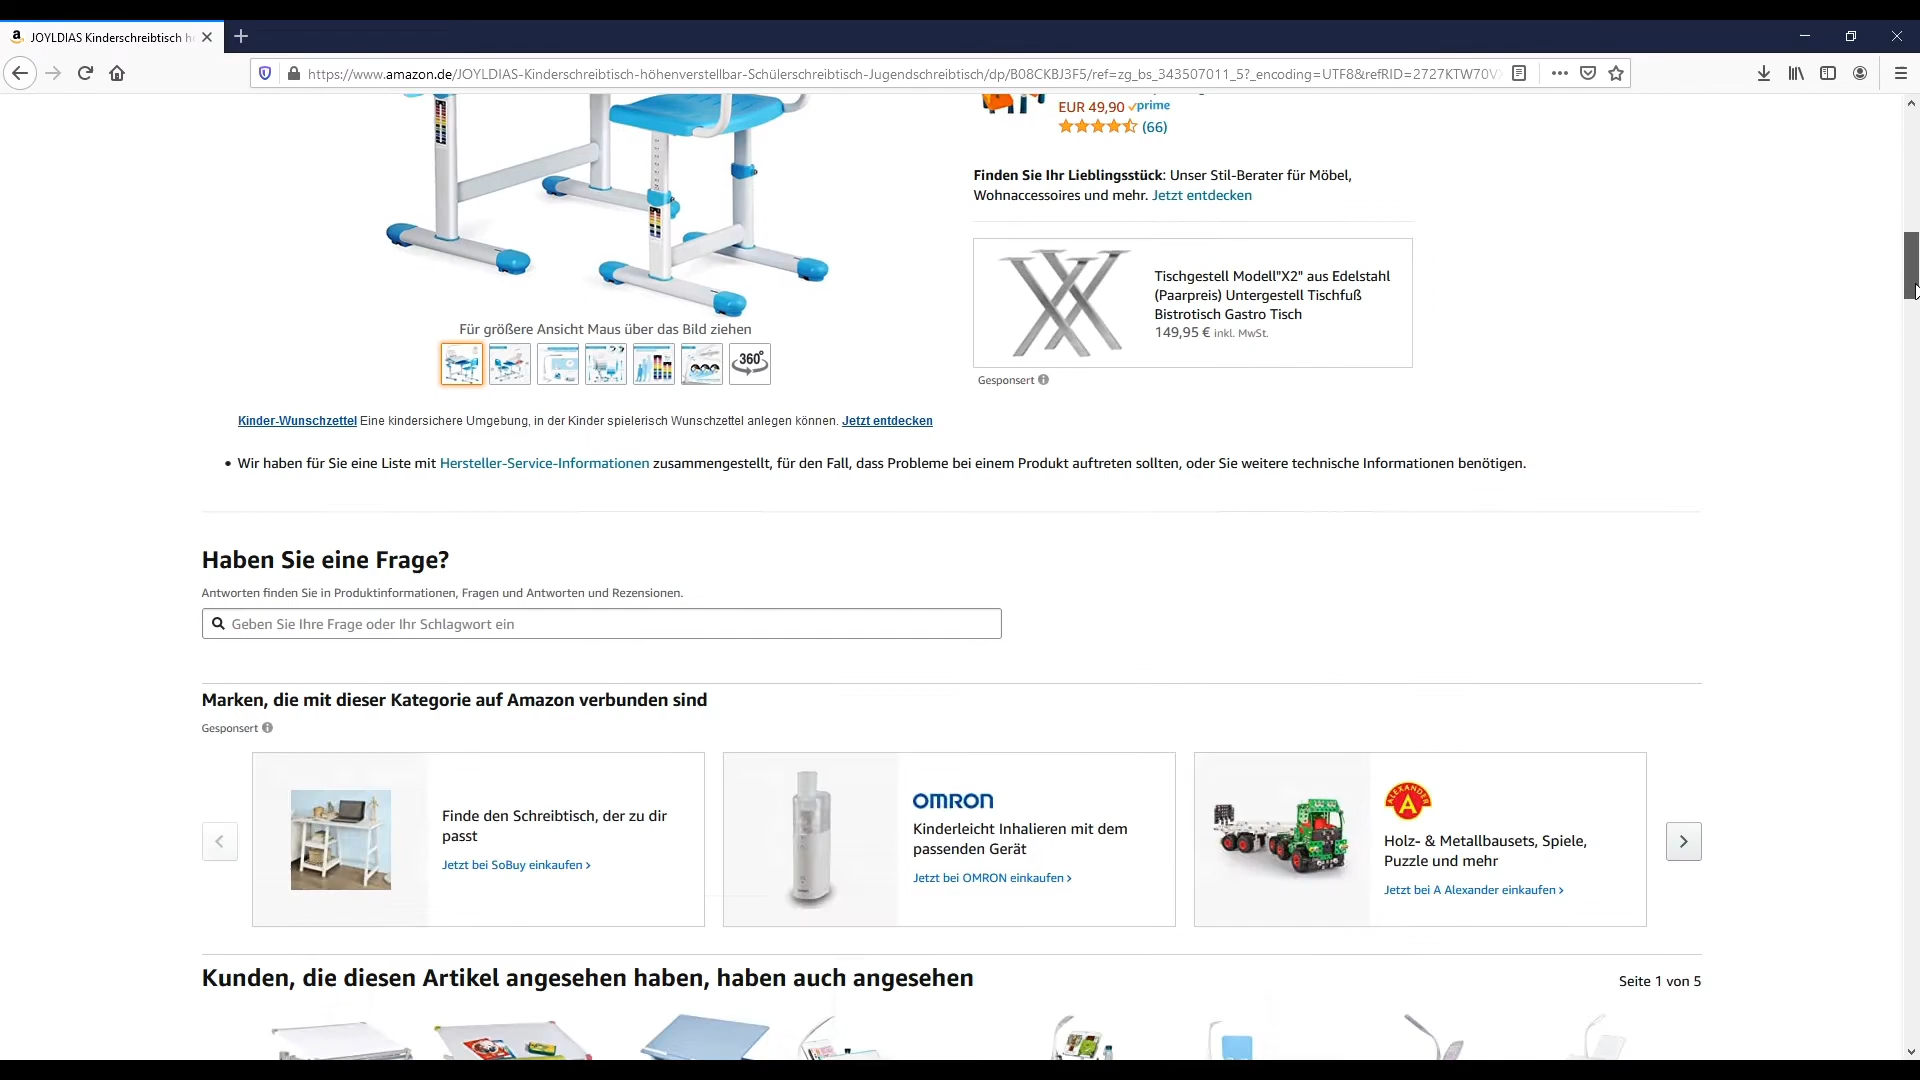 JOYLDIAS Kinderschreibtisch
https://www.amazon.de/JOYLDIAS-Kinderschreibtisch-höhenverstellbar-Schülerschreibtisch-Jugendschreibtisch/dp/B08CKBJ3F5/ref=zg_bs_343507011_5?_encoding=UTF8&refRID=2727KTW70V
EUR 49,90 prime
(66)
Finden Sie Ihr Lieblingsstück: Unser Stil-Berater für Möbel,
Wohnaccessoires und mehr. Jetzt entdecken
Tischgestell Modell"X2" aus Edelstahl
(Paarpreis) Untergestell Tischfuß
Bistrotisch Gastro Tisch
149,95 € inkl. MwSt.
Gesponsert
Für größere Ansicht Maus über das Bild ziehen
360°
Kinder-Wunschzettel Eine kindersichere Umgebung, in der Kinder spielerisch Wunschzettel anlegen können. Jetzt entdecken
• Wir haben für Sie eine Liste mit Hersteller-Service-Informationen zusammengestellt, für den Fall, dass Probleme bei einem Produkt auftreten sollten, oder Sie weitere technische Informationen benötigen.
Haben Sie eine Frage?
Antworten finden Sie in Produktinformationen, Fragen und Antworten und Rezensionen.
Geben Sie Ihre Frage oder Ihr Schlagwort ein
Marken, die mit dieser Kategorie auf Amazon verbunden sind
Gesponsert
Finde den Schreibtisch, der zu dir
passt
Jetzt bei SoBuy einkaufen ›
OMRON
Kinderleicht Inhalieren mit dem
passenden Gerät
Jetzt bei OMRON einkaufen ›
ALEXANDER
A
Holz- & Metallbausets, Spiele,
Puzzle und mehr
Jetzt bei A Alexander einkaufen ›
Kunden, die diesen Artikel angesehen haben, haben auch angesehen
Seite 1 von 5